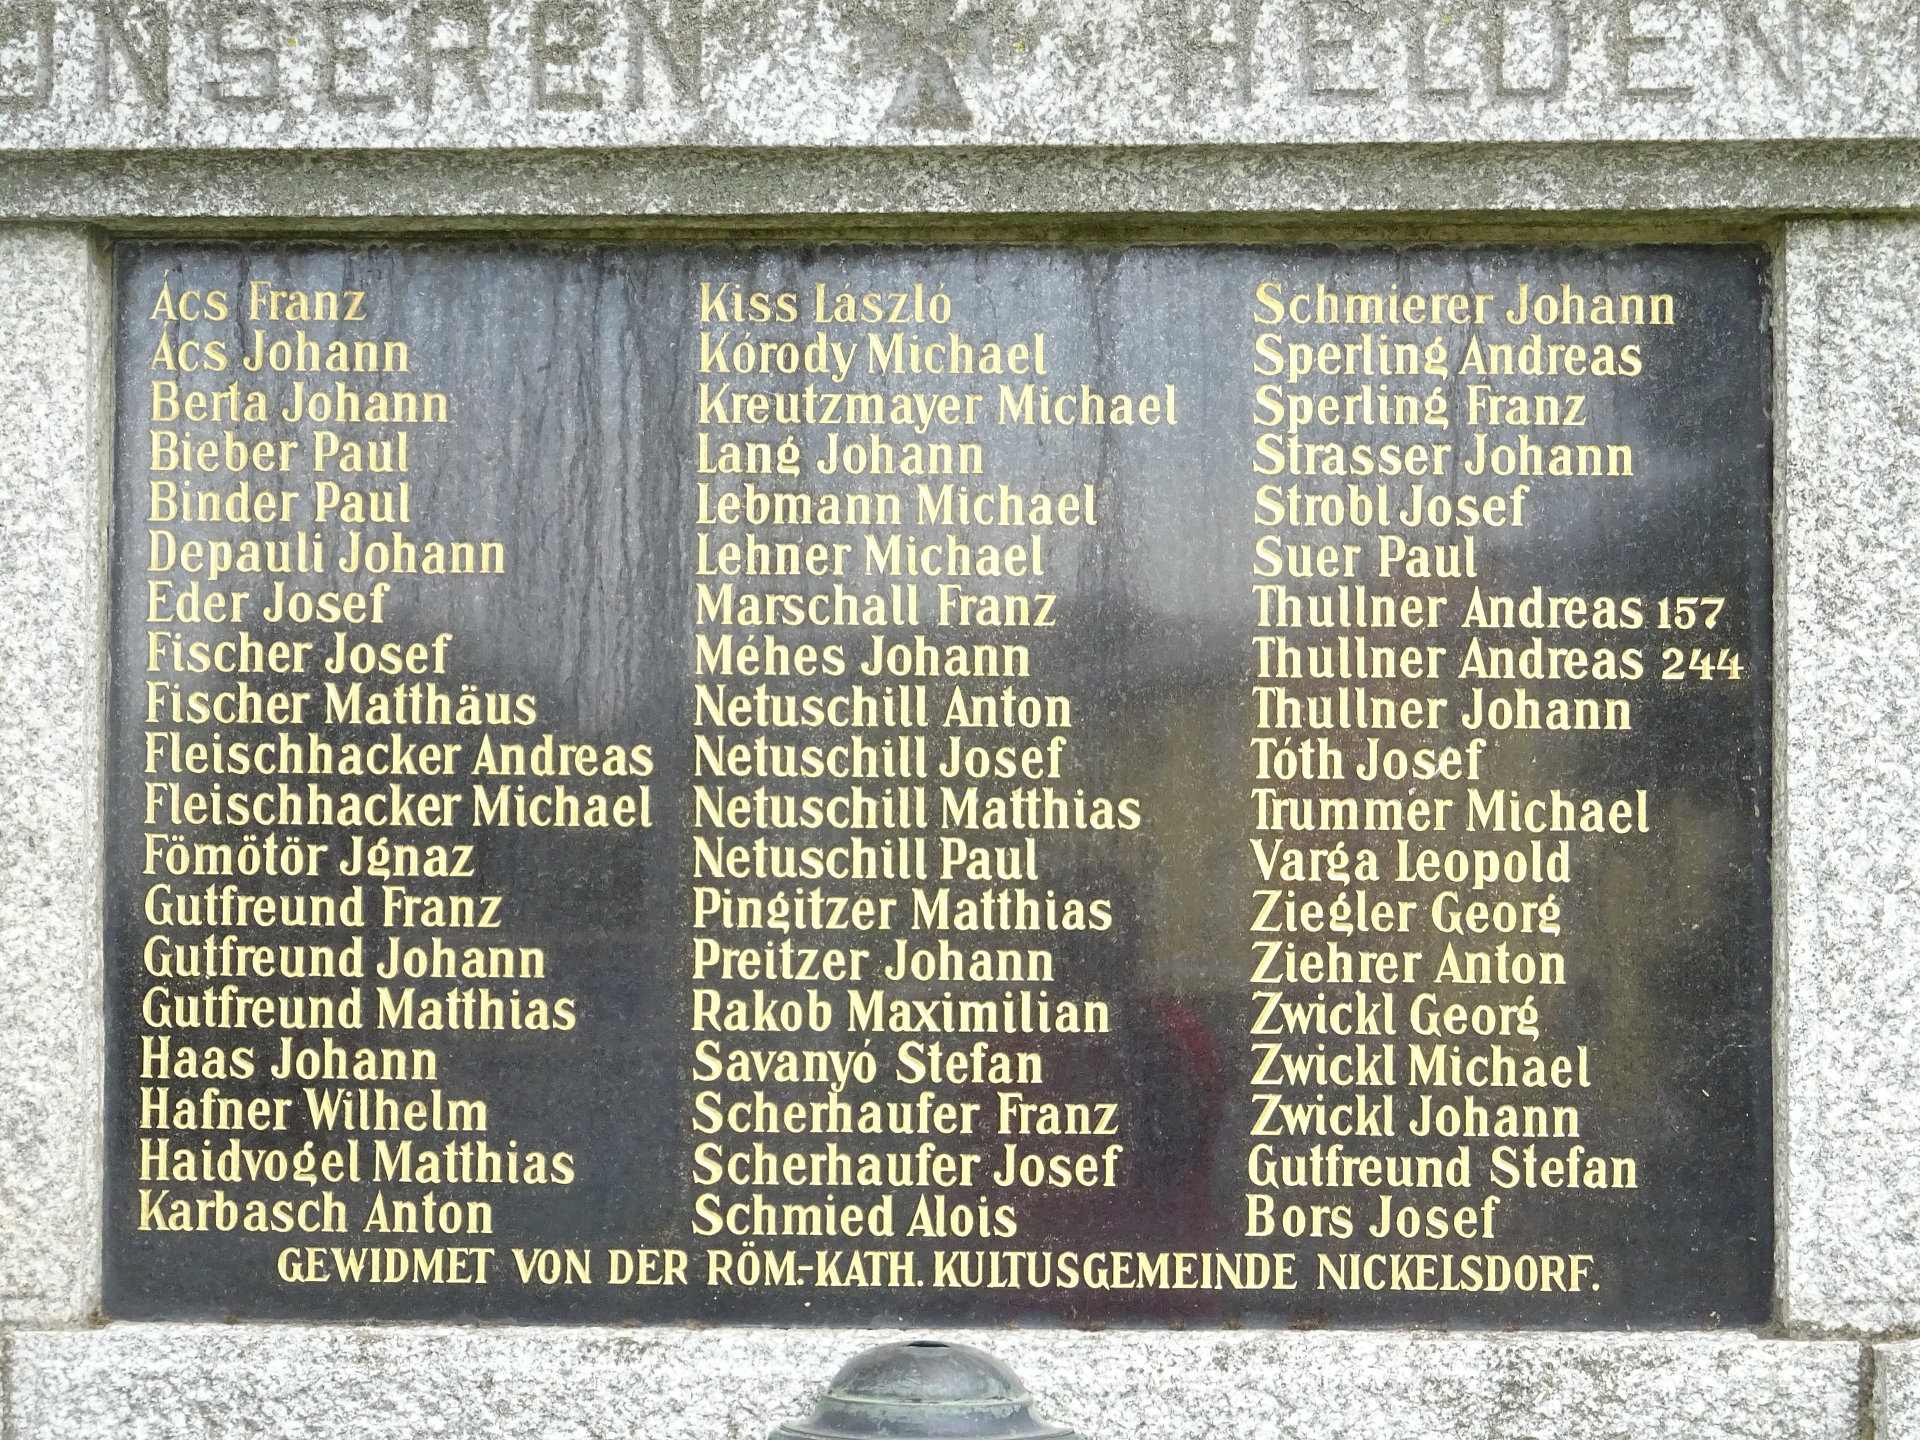 UNSEREN HELDEN
Ács Franz
Ács Johann
Berta Johann
Bieber Paul
Binder Paul
Depauli Johann
Eder Josef
Fischer Josef
Fischer Matthäus
Fleischhacker Andreas
Fleischhacker Michael
Fömötör Jgnaz
Gutfreund Franz
Gutfreund Johann
Gutfreund Matthias
Haas Johann
Hafner Wilhelm
Haidvogel Matthias
Karbasch Anton
Kiss László
Kórody Michael
Kreutzmayer Michael
Lang Johann
Lebmann Michael
Lehner Michael
Marschall Franz
Méhes Johann
Netuschill Anton
Netuschill Josef
Netuschill Matthias
Netuschill Paul
Pingitzer Matthias
Preitzer Johann
Rakob Maximilian
Savanyó Stefan
Scherhaufer Franz
Scherhaufer Josef
Schmied Alois
Schmierer Johann
Sperling Andreas
Sperling Franz
Strasser Johann
Strobl Josef
Suer Paul
Thullner Andreas 157
Thullner Andreas 244
Thullner Johann
Tóth Josef
Trummer Michael
Varga Leopold
Ziegler Georg
Ziehrer Anton
Zwickl Georg
Zwickl Michael
Zwickl Johann
Gutfreund Stefan
Bors Josef
GEWIDMET VON DER RÖM.-KATH. KULTUSGEMEINDE NICKELSDORF.